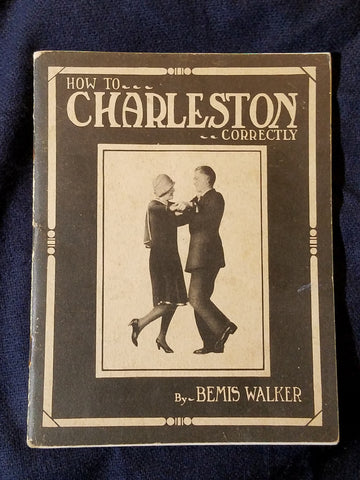 HOW TO---
CHARLESTON
--CORRECTLY
By- BEMIS WALKER